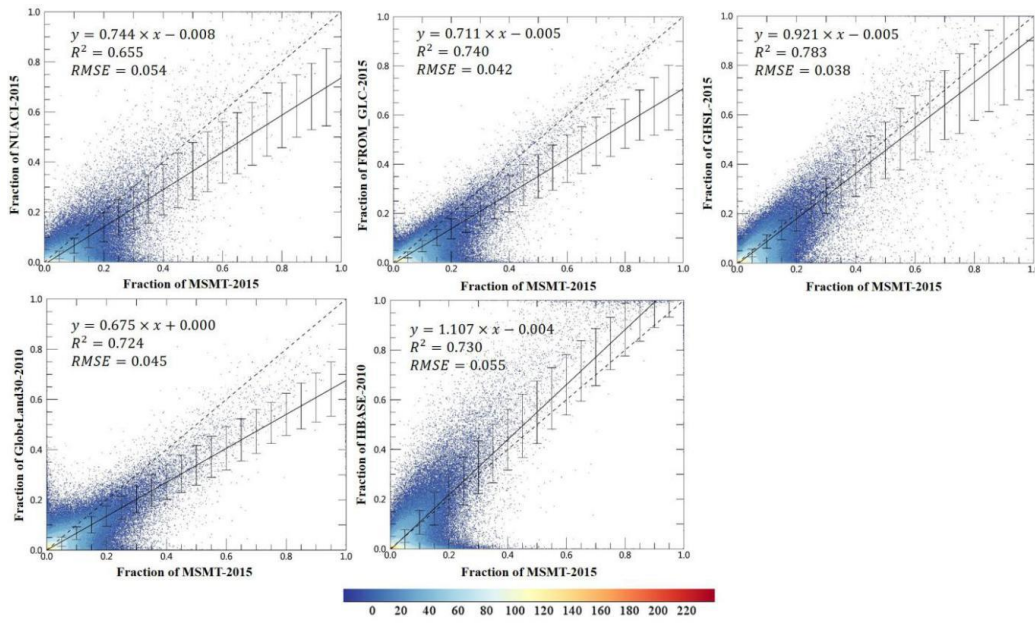 y = 0.744 × x − 0.008
R² = 0.655
RMSE = 0.054
Fraction of NUACI-2015
1.0
0.8
0.6
0.4
0.2
0.0
0.0 0.2 0.4 0.6 0.8 1.0
Fraction of MSMT-2015
y = 0.711 × x − 0.005
R² = 0.740
RMSE = 0.042
Fraction of FROM_GLC-2015
1.0
0.8
0.6
0.4
0.2
0.0
0.0 0.2 0.4 0.6 0.8 1.0
Fraction of MSMT-2015
y = 0.921 × x − 0.005
R² = 0.783
RMSE = 0.038
Fraction of GHSL-2015
1.0
0.8
0.6
0.4
0.2
0.0
0.0 0.2 0.4 0.6 0.8 1.0
Fraction of MSMT-2015
y = 0.675 × x + 0.000
R² = 0.724
RMSE = 0.045
Fraction of GlobeLand30-2010
1.0
0.8
0.6
0.4
0.2
0.0
0.0 0.2 0.4 0.6 0.8 1.0
Fraction of MSMT-2015
y = 1.107 × x − 0.004
R² = 0.730
RMSE = 0.055
Fraction of HBASE-2010
1.0
0.8
0.6
0.4
0.2
0.0
0.0 0.2 0.4 0.6 0.8 1.0
Fraction of MSMT-2015
0 20 40 60 80 100 120 140 160 180 200 220